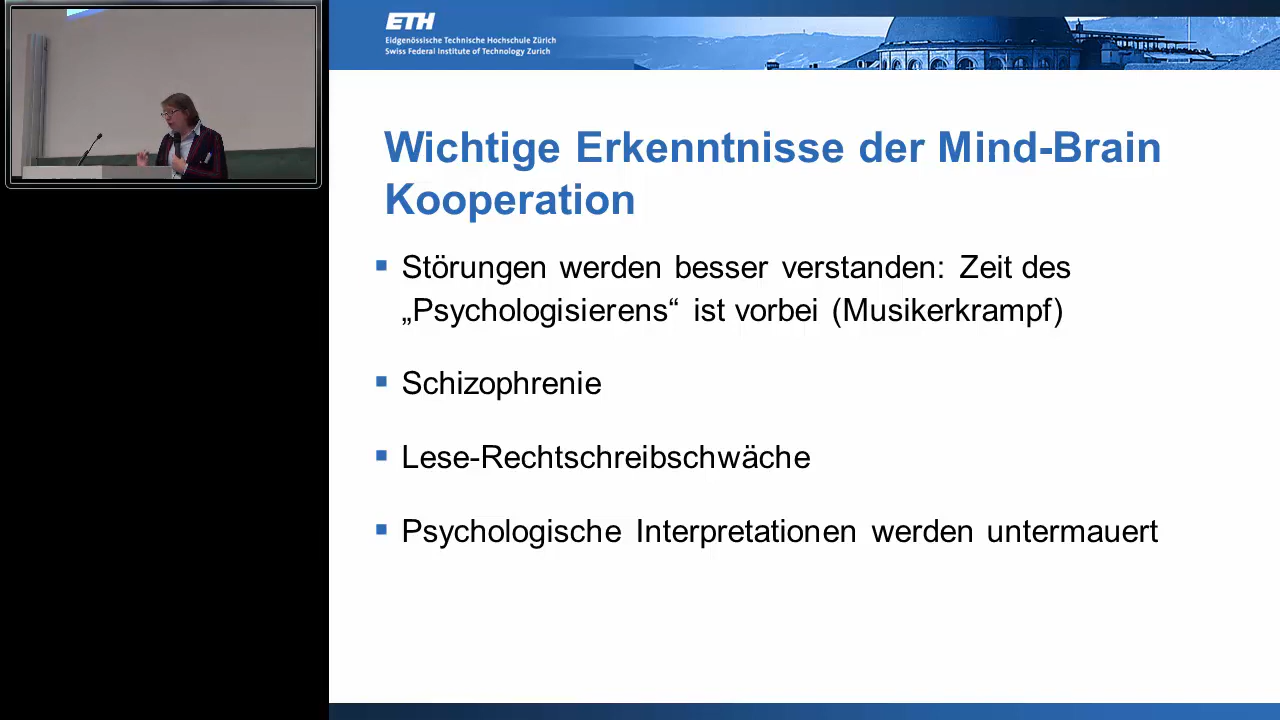 ETH
Eidgenössische Technische Hochschule Zürich
Swiss Federal Institute of Technology Zurich
Wichtige Erkenntnisse der Mind-Brain
Kooperation
Störungen werden besser verstanden: Zeit des
„Psychologisierens“ ist vorbei (Musikerkrampf)
Schizophrenie
Lese-Rechtschreibschwäche
Psychologische Interpretationen werden untermauert